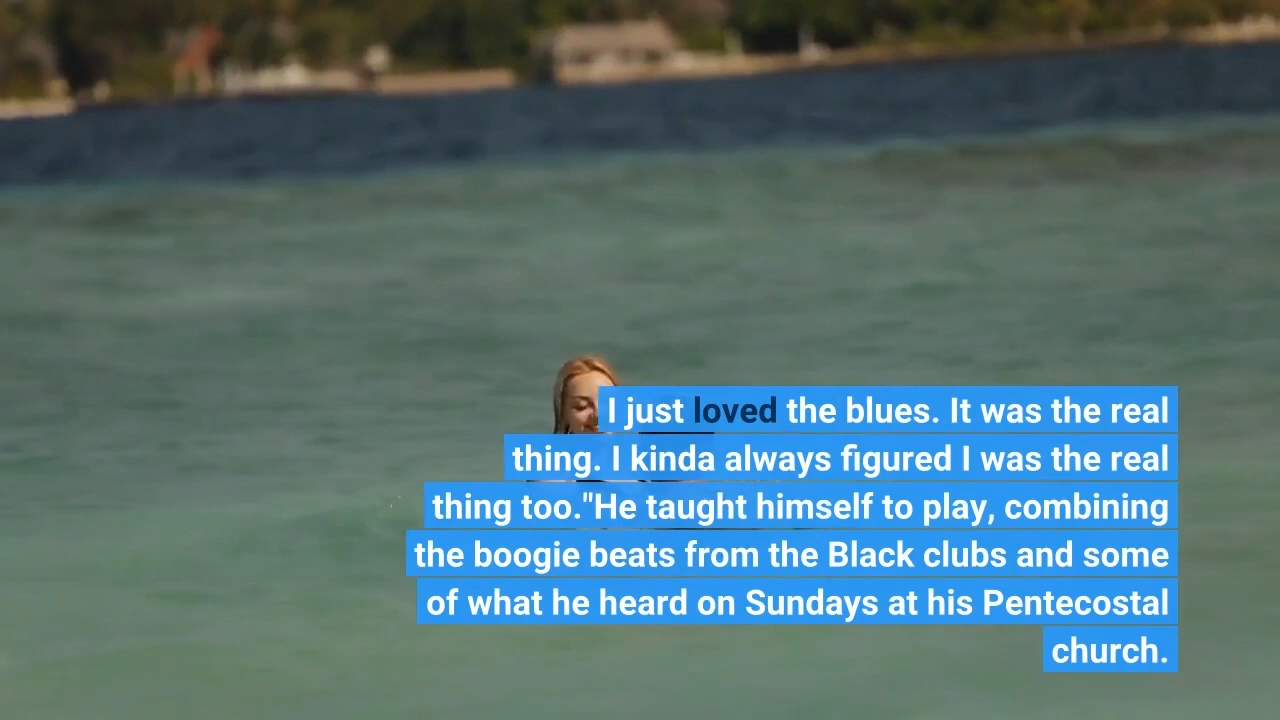 I just loved the blues. It was the real
thing. I kinda always figured I was the real
thing too."He taught himself to play, combining
the boogie beats from the Black clubs and some
of what he heard on Sundays at his Pentecostal
church.